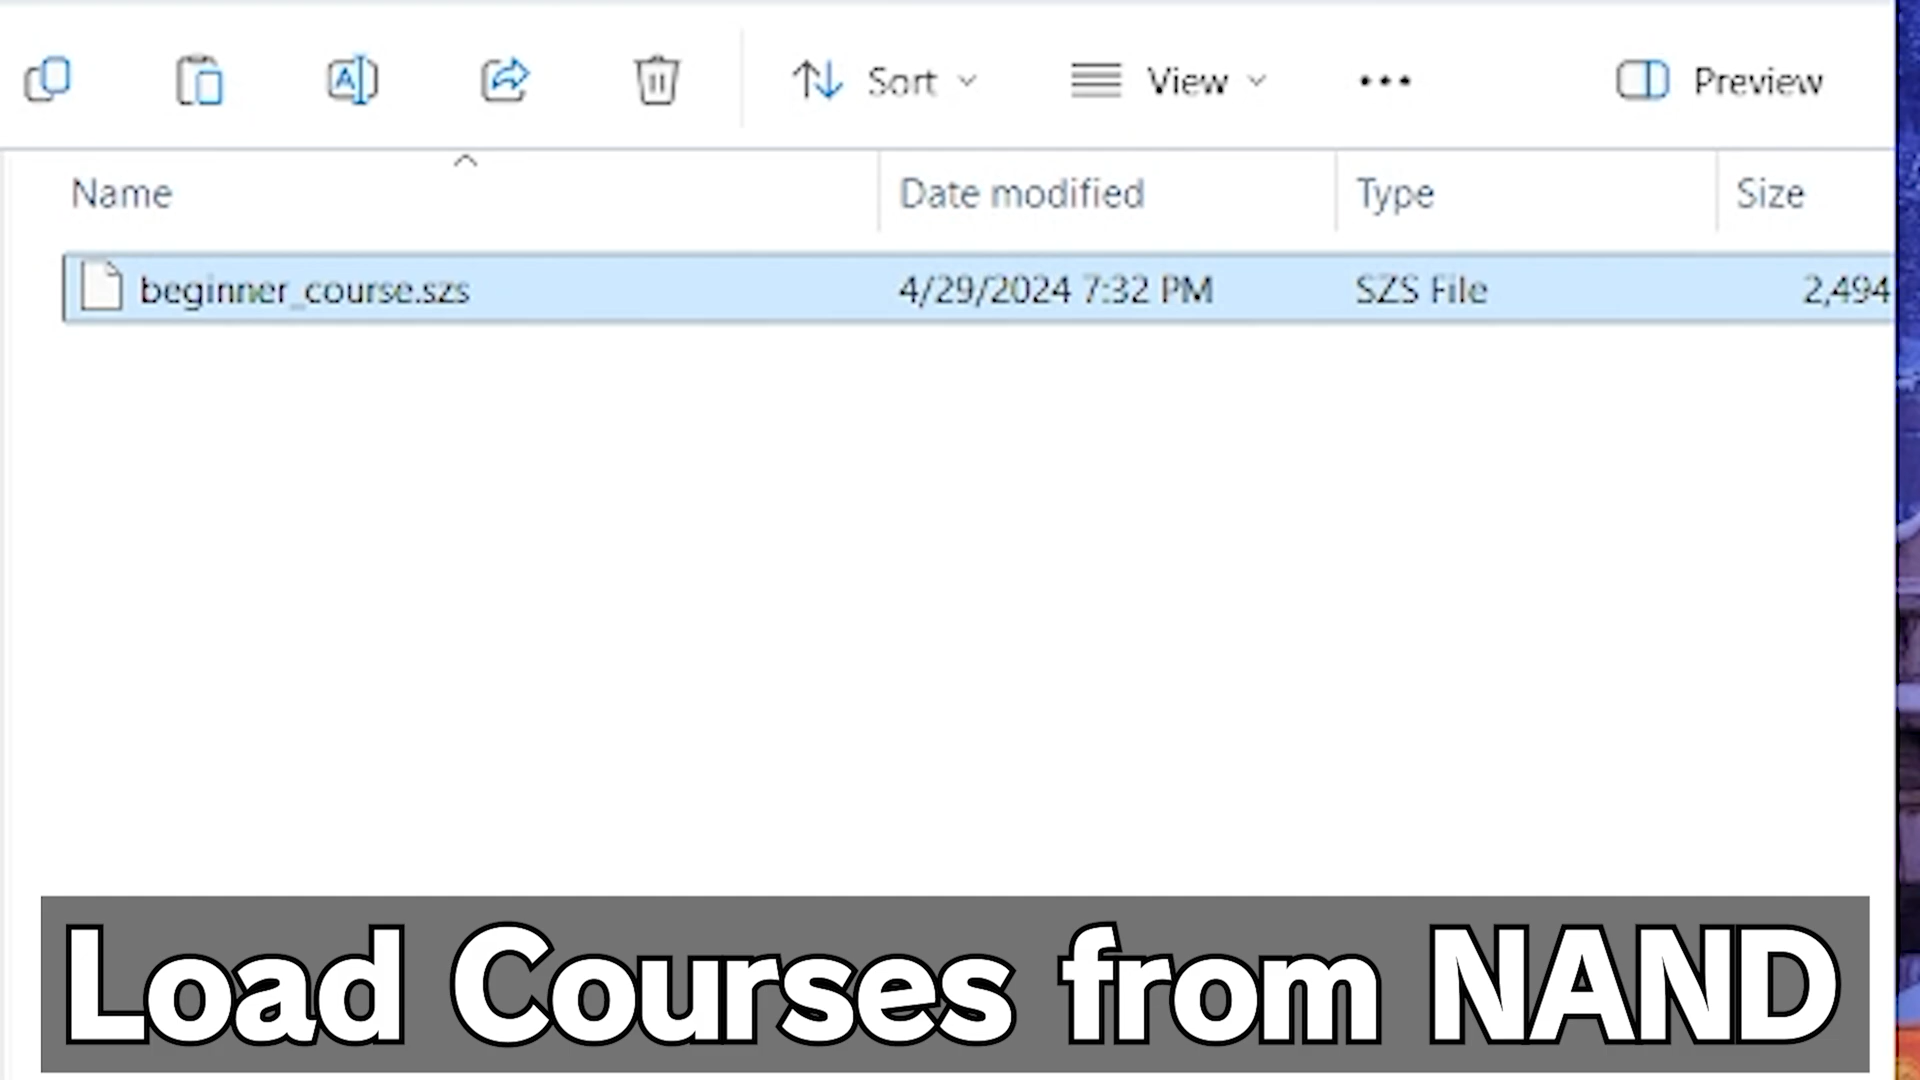 Sort View ••• Preview
Name Date modified Type Size
beginner_course.szs 4/29/2024 7:32 PM SZS File 2,494
Load Courses from NAND